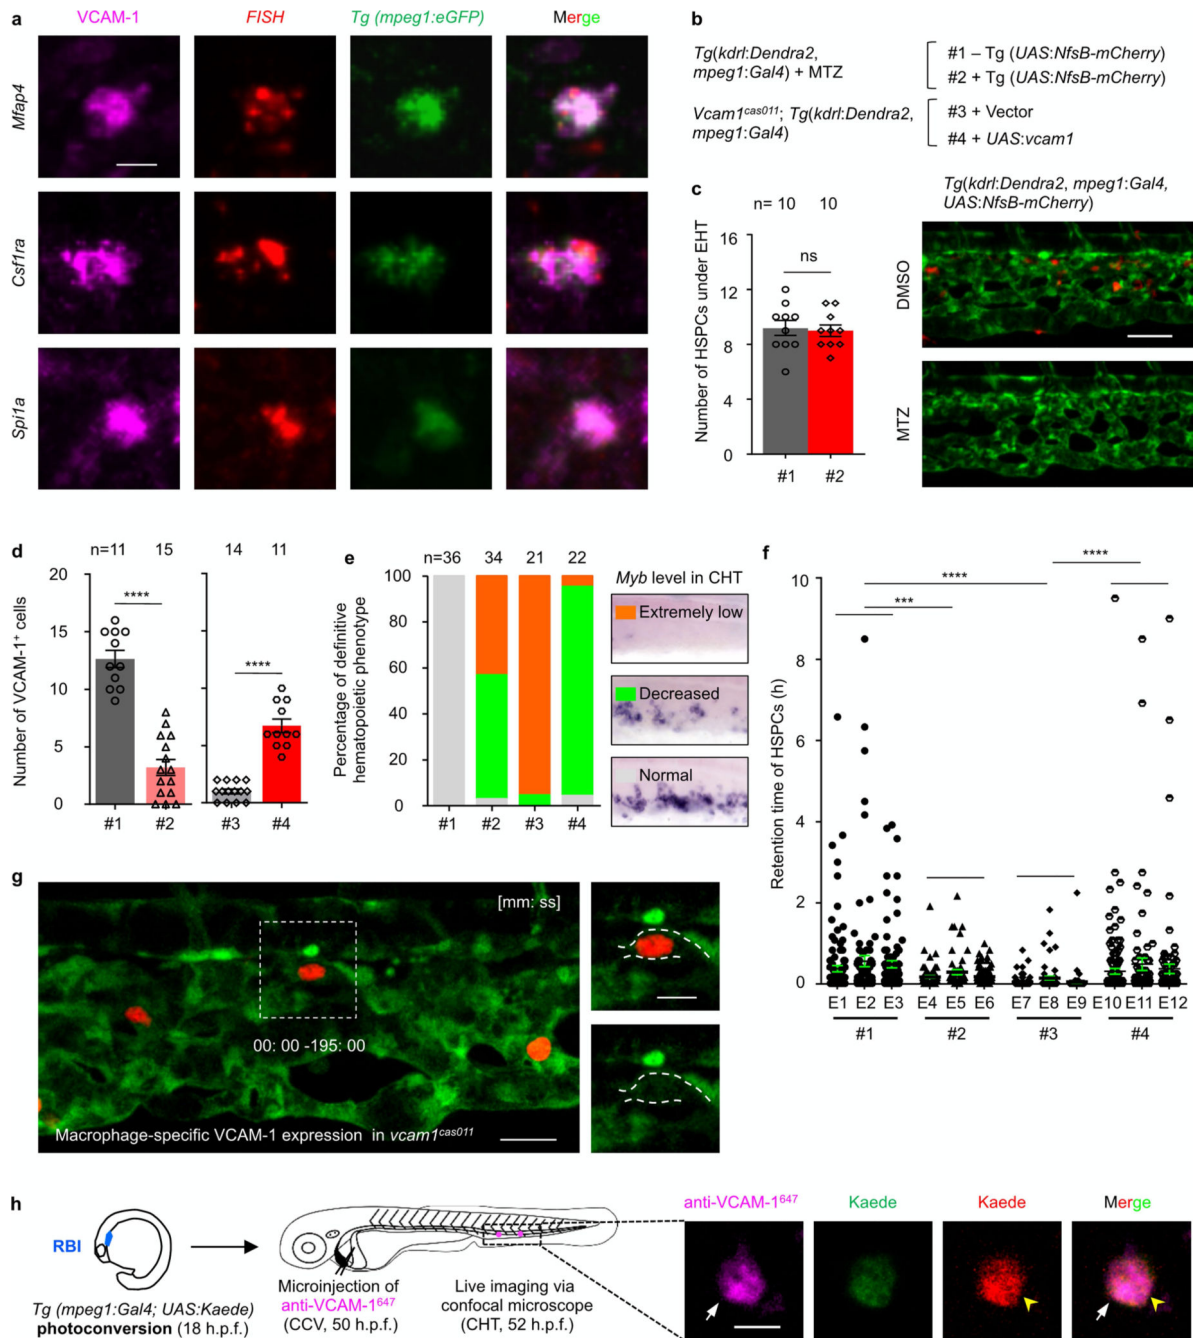 a
VCAM-1
FISH
Tg (mpeg1:eGFP)
Merge
Mfap4
Csf1ra
Spi1a
b
Tg(kdrl:Dendra2,
mpeg1:Gal4) + MTZ
#1 – Tg (UAS:NfsB-mCherry)
#2 + Tg (UAS:NfsB-mCherry)
Vcam1cas011; Tg(kdrl:Dendra2,
mpeg1:Gal4)
#3 + Vector
#4 + UAS:vcam1
c
n= 10 10
Number of HSPCs under EHT
16
12
8
4
0
ns
#1 #2
Tg(kdrl:Dendra2, mpeg1:Gal4,
UAS:NfsB-mCherry)
DMSO
MTZ
d
n=11 15 14 11
Number of VCAM-1+ cells
20
15
10
5
0
****
****
#1 #2 #3 #4
e
n=36 34 21 22
Percentage of definitive
hematopoietic phenotype
100
80
60
40
20
0
#1 #2 #3 #4
Myb level in CHT
Extremely low
Decreased
Normal
f
Retention time of HSPCs (h)
10
8
6
4
2
0
****
****
***
E1 E2 E3 E4 E5 E6 E7 E8 E9 E10 E11 E12
#1 #2 #3 #4
g
[mm: ss]
00: 00 -195: 00
Macrophage-specific VCAM-1 expression in vcam1cas011
h
RBI
Tg (mpeg1:Gal4; UAS:Kaede)
photoconversion (18 h.p.f.)
Microinjection of
anti-VCAM-1647
(CCV, 50 h.p.f.)
Live imaging via
confocal microscope
(CHT, 52 h.p.f.)
anti-VCAM-1647
Kaede
Kaede
Merge